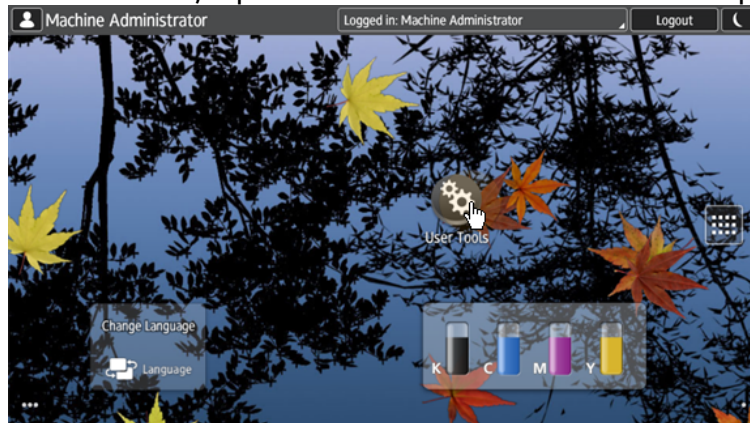 Machine Administrator
Logged in: Machine Administrator
Logout
User Tools
Change Language
Language
K
C
M
Y